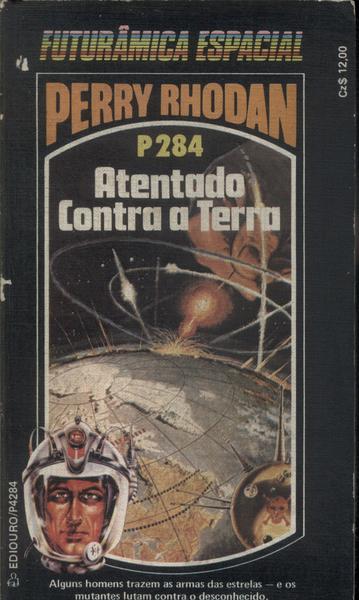 FUTURÂMICA ESPACIAL
Cz$ 12,00
PERRY RHODAN
P284
Atentado
Contra a Terra
EDIOURO/P4284
Alguns homens trazem as armas das estrelas — e os
mutantes lutam contra o desconhecido.